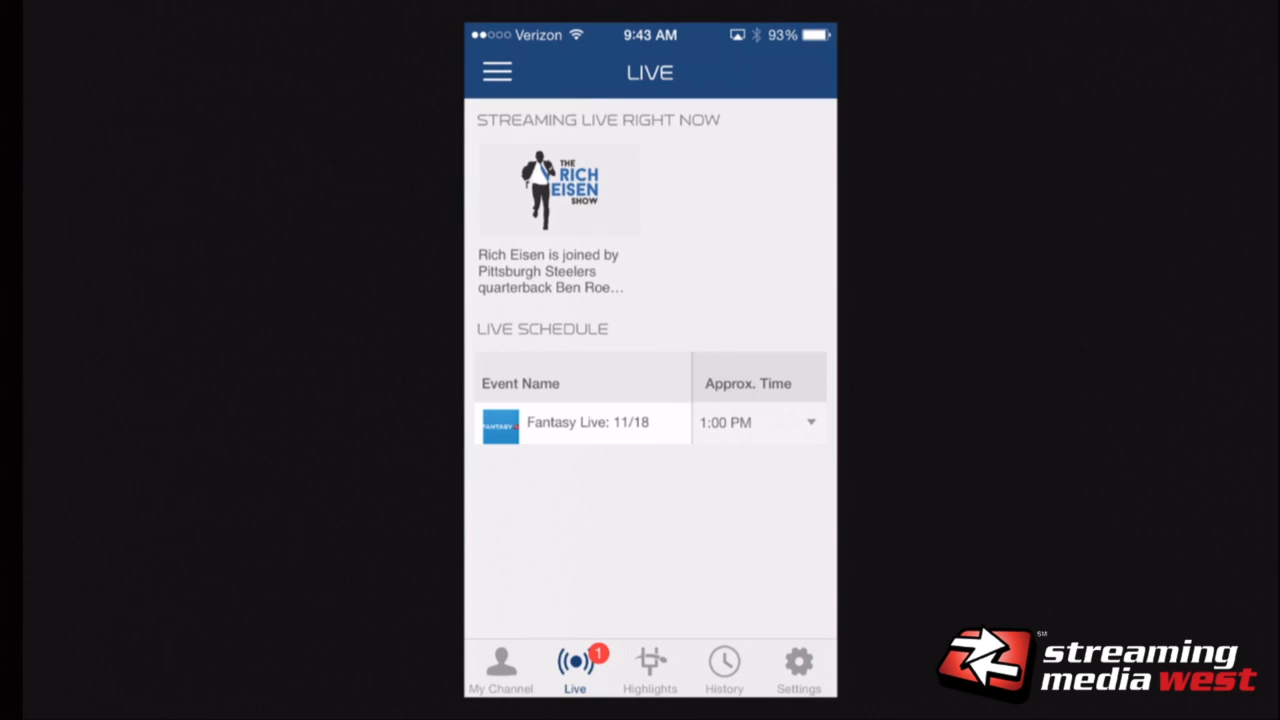 Verizon 9:43 AM 93%
LIVE
STREAMING LIVE RIGHT NOW
THE
RICH
EISEN
SHOW
Rich Eisen is joined by
Pittsburgh Steelers
quarterback Ben Roe...
LIVE SCHEDULE
Event Name Approx. Time
FANTASY Fantasy Live: 11/18 1:00 PM
1
My Channel Live Highlights History Settings
SM
streaming
media west